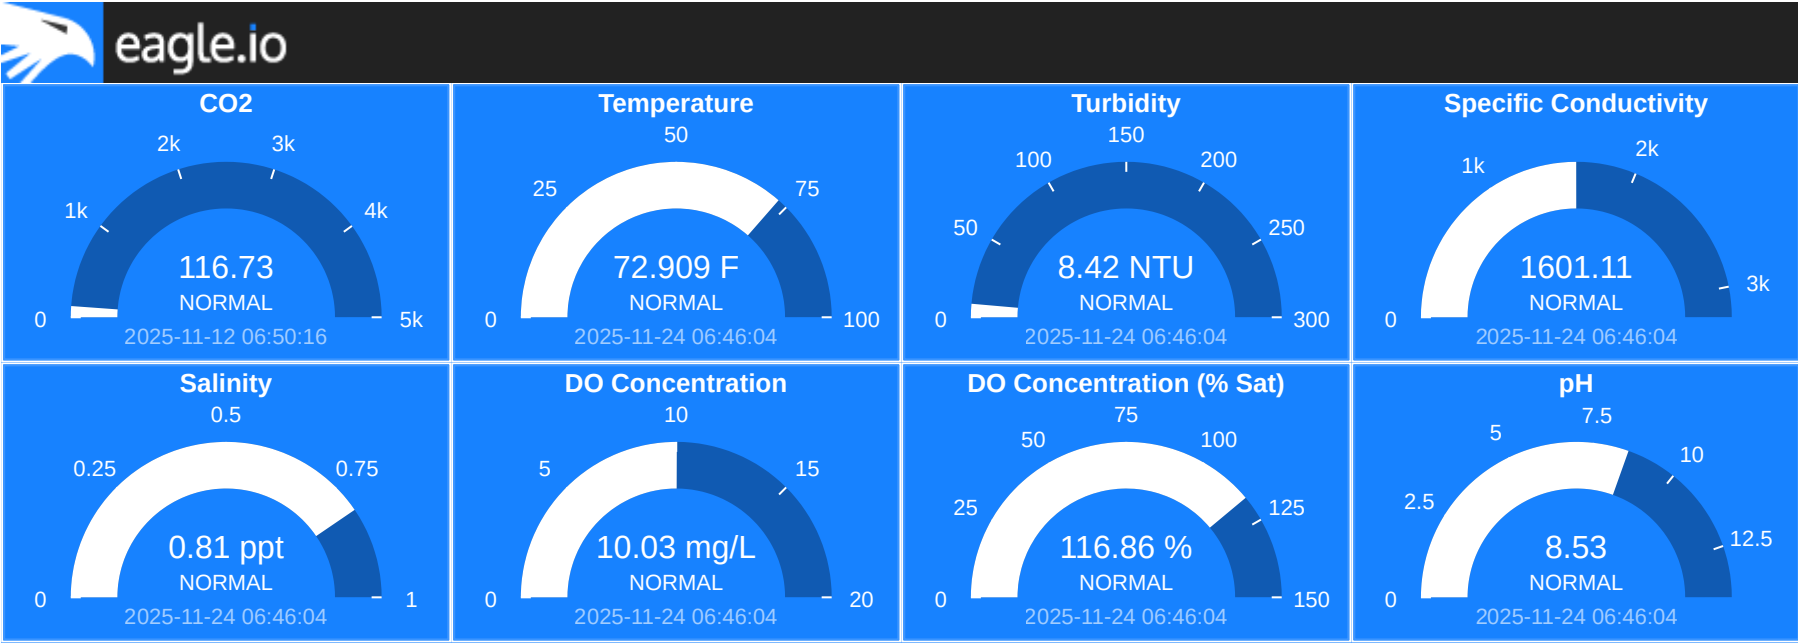 eagle.io
CO2
0
1k
2k
3k
4k
5k
116.73
NORMAL
2025-11-12 06:50:16
Temperature
0
25
50
75
100
72.909 F
NORMAL
2025-11-24 06:46:04
Turbidity
0
50
100
150
200
250
300
8.42 NTU
NORMAL
2025-11-24 06:46:04
Specific Conductivity
0
1k
2k
3k
1601.11
NORMAL
2025-11-24 06:46:04
Salinity
0
0.25
0.5
0.75
1
0.81 ppt
NORMAL
2025-11-24 06:46:04
DO Concentration
0
5
10
15
20
10.03 mg/L
NORMAL
2025-11-24 06:46:04
DO Concentration (% Sat)
0
25
50
75
100
125
150
116.86 %
NORMAL
2025-11-24 06:46:04
pH
0
2.5
5
7.5
10
12.5
8.53
NORMAL
2025-11-24 06:46:04